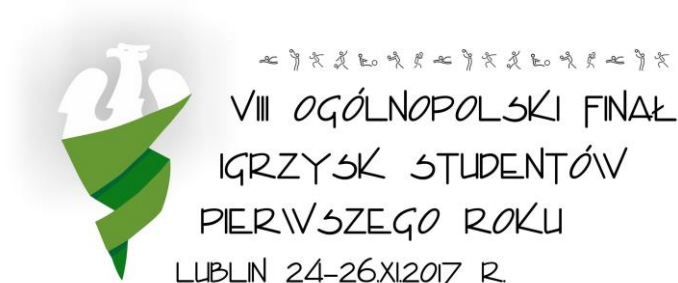 VIII OGÓLNOPOLSKI FINAŁ
IGRZYSK STUDENTÓW
PIERWSZEGO ROKU
LUBLIN 24-26.XI.2017 R.